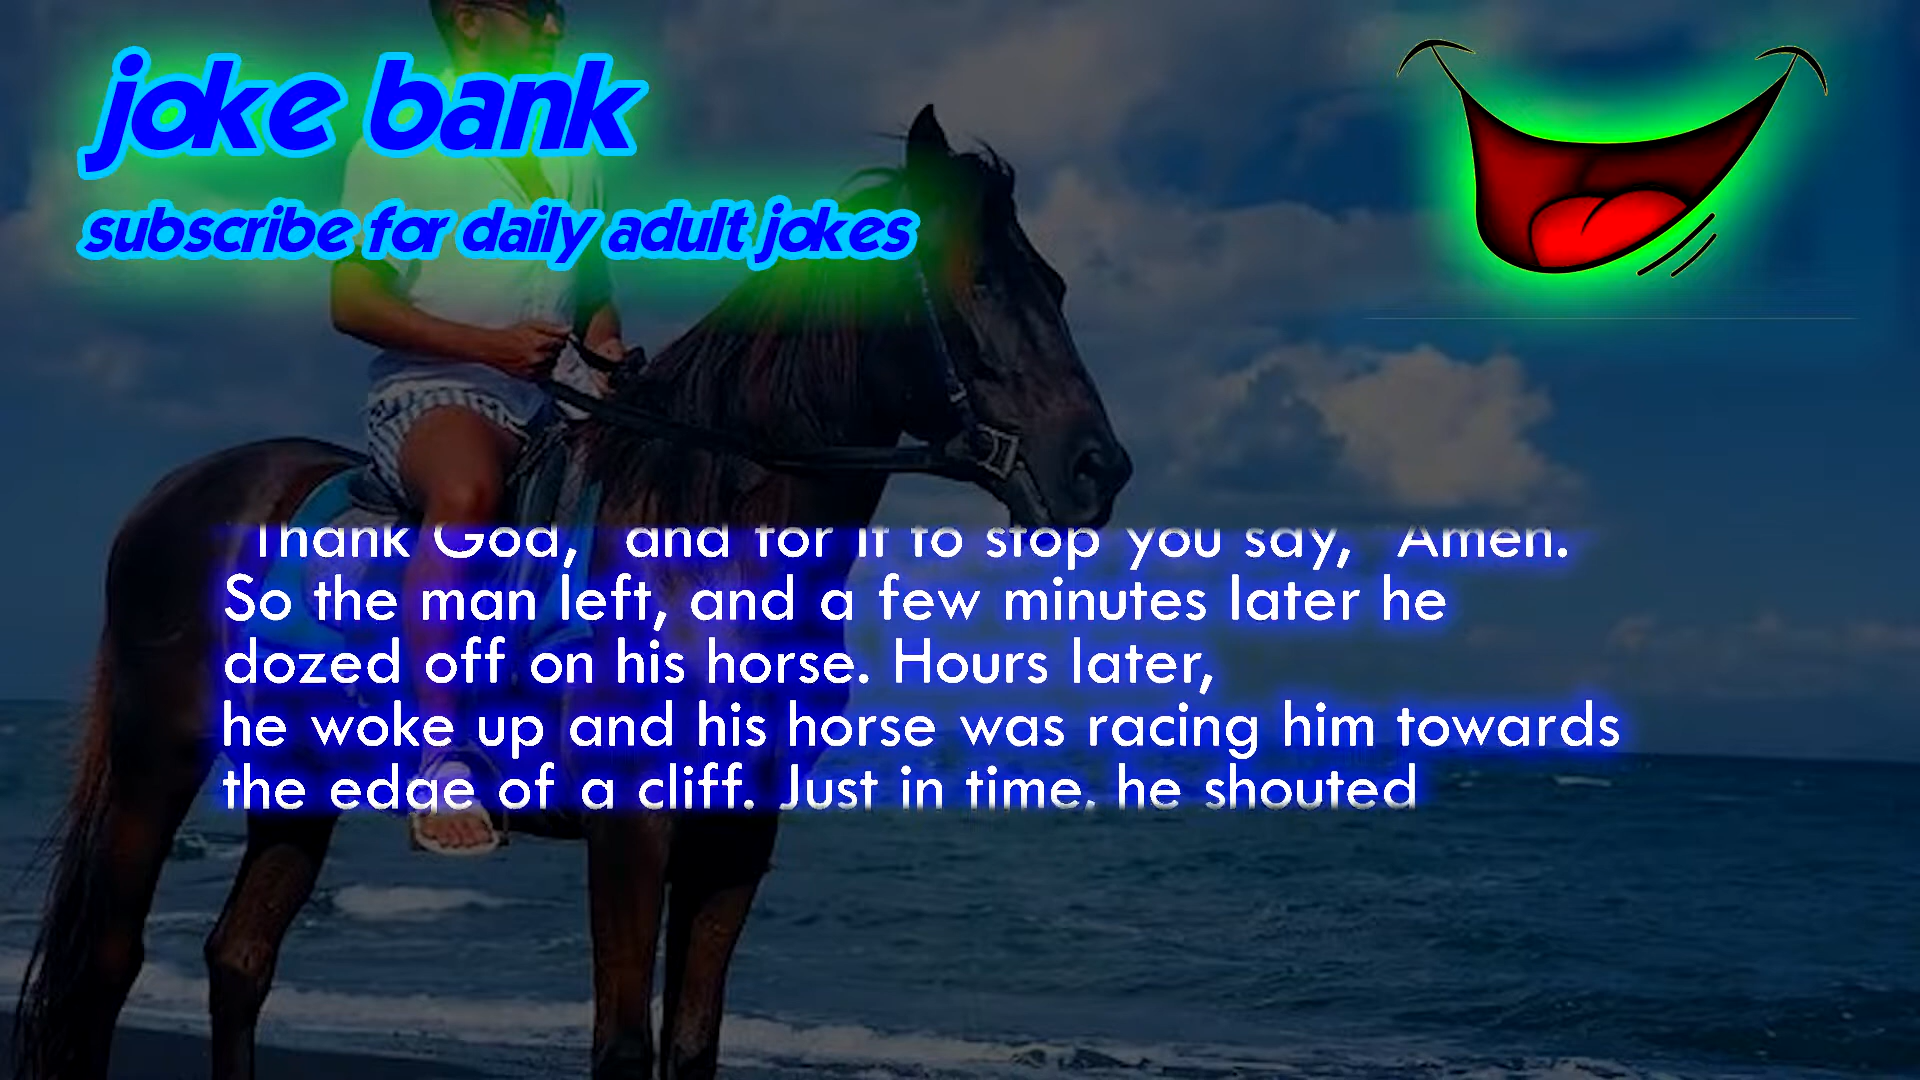 joke bank
subscribe for daily adult jokes
"Thank God," and for it to stop you say, "Amen.
So the man left, and a few minutes later he
dozed off on his horse. Hours later,
he woke up and his horse was racing him towards
the edge of a cliff. Just in time, he shouted